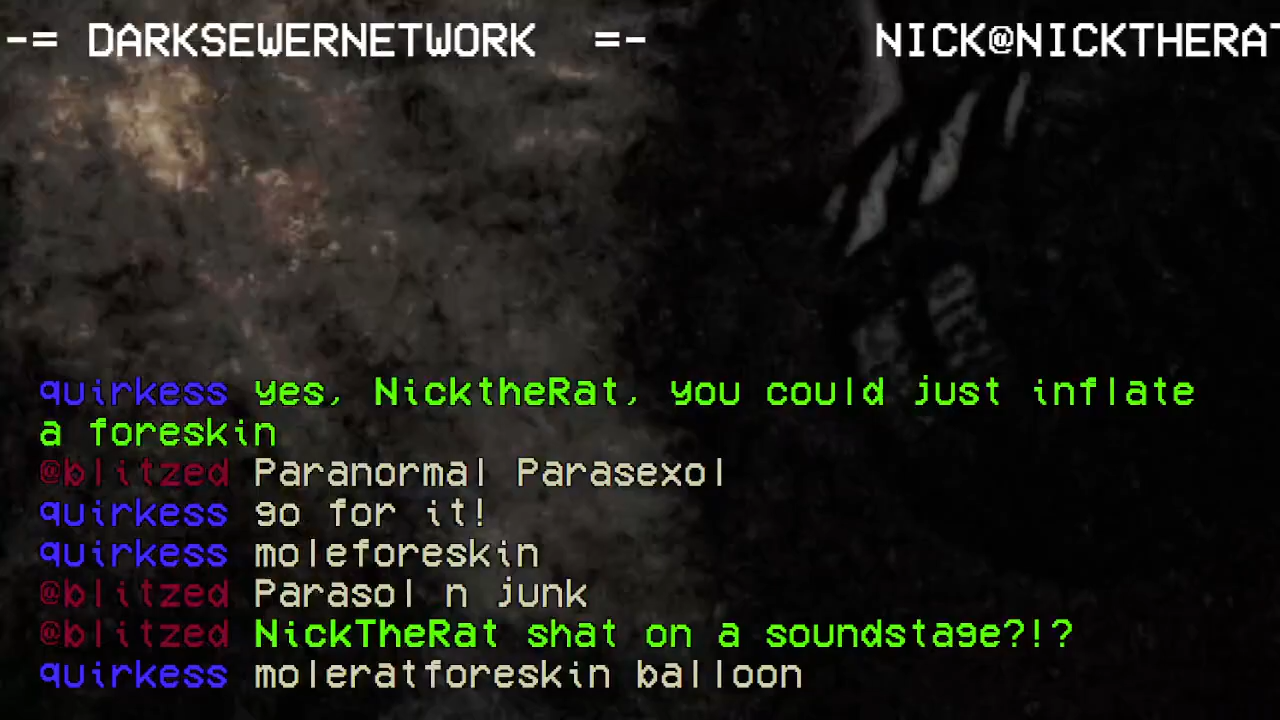 -= DARKSEWERNETWORK =- NICK@NICKTHERAT
quirkess yes, NicktheRat, you could just inflate
a foreskin
@blitzed Paranormal Parasexol
quirkess go for it!
quirkess moleforeskin
@blitzed Parasol n junk
@blitzed NickTheRat shat on a soundstage?!?
quirkess moleratforeskin balloon